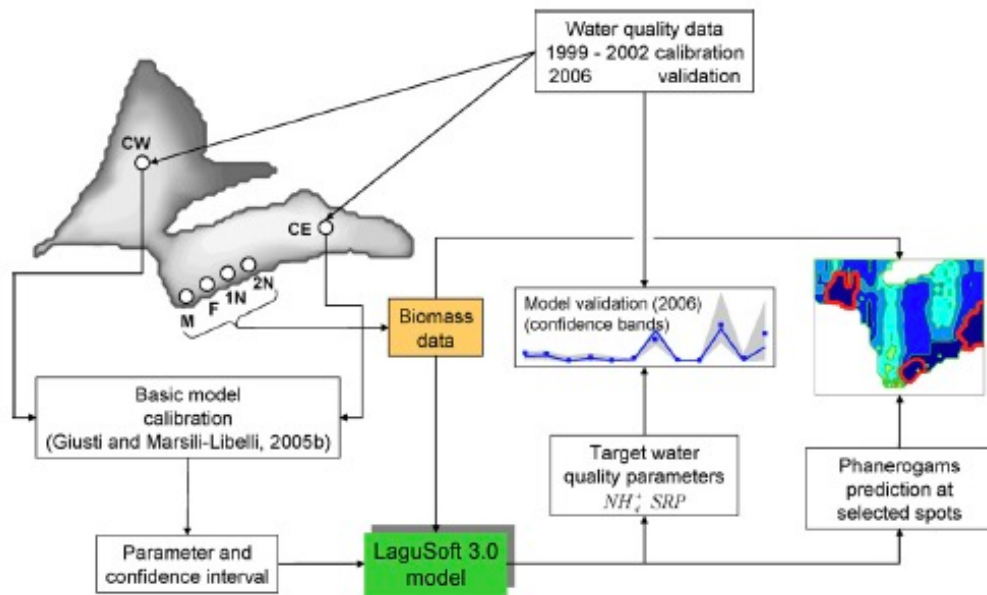 Water quality data
1999 - 2002 calibration
2006 validation
CW
CE
2N
1N
F
M
Biomass
data
Model validation (2006)
(confidence bands)
Basic model
calibration
(Giusti and Marsili-Libelli, 2005b)
Target water
quality parameters
NH₄⁺ SRP
Phanerogams
prediction at
selected spots
Parameter and
confidence interval
LaguSoft 3.0
model